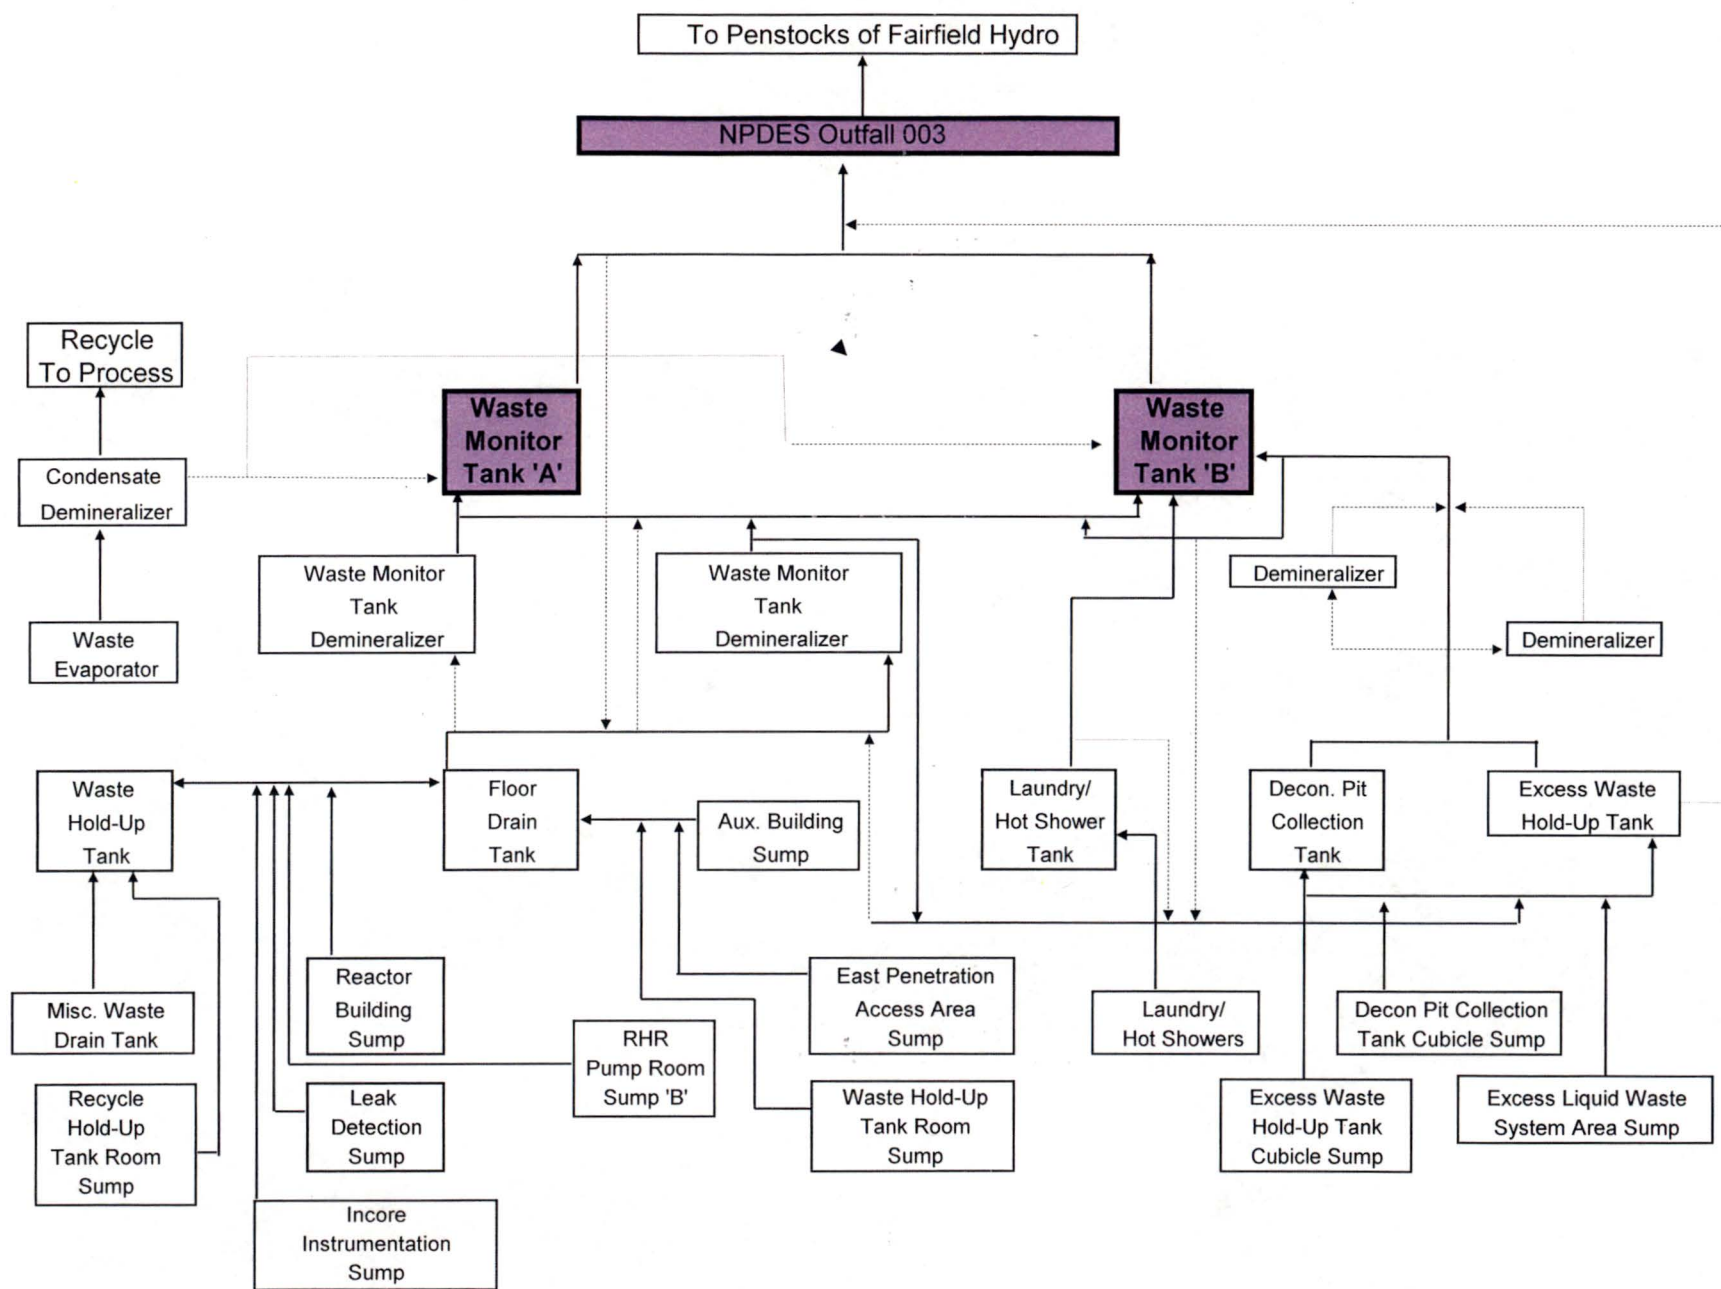 To Penstocks of Fairfield Hydro
NPDES Outfall 003
Recycle
To Process
Waste
Monitor
Tank 'A'
Waste
Monitor
Tank 'B'
Condensate
Demineralizer
Waste Monitor
Tank
Demineralizer
Waste Monitor
Tank
Demineralizer
Demineralizer
Demineralizer
Waste
Evaporator
Waste
Hold-Up
Tank
Floor
Drain
Tank
Aux. Building
Sump
Laundry/
Hot Shower
Tank
Decon. Pit
Collection
Tank
Excess Waste
Hold-Up Tank
Misc. Waste
Drain Tank
Reactor
Building
Sump
RHR
Pump Room
Sump 'B'
East Penetration
Access Area
Sump
Laundry/
Hot Showers
Decon Pit Collection
Tank Cubicle Sump
Recycle
Hold-Up
Tank Room
Sump
Leak
Detection
Sump
Waste Hold-Up
Tank Room
Sump
Excess Waste
Hold-Up Tank
Cubicle Sump
Excess Liquid Waste
System Area Sump
Incore
Instrumentation
Sump